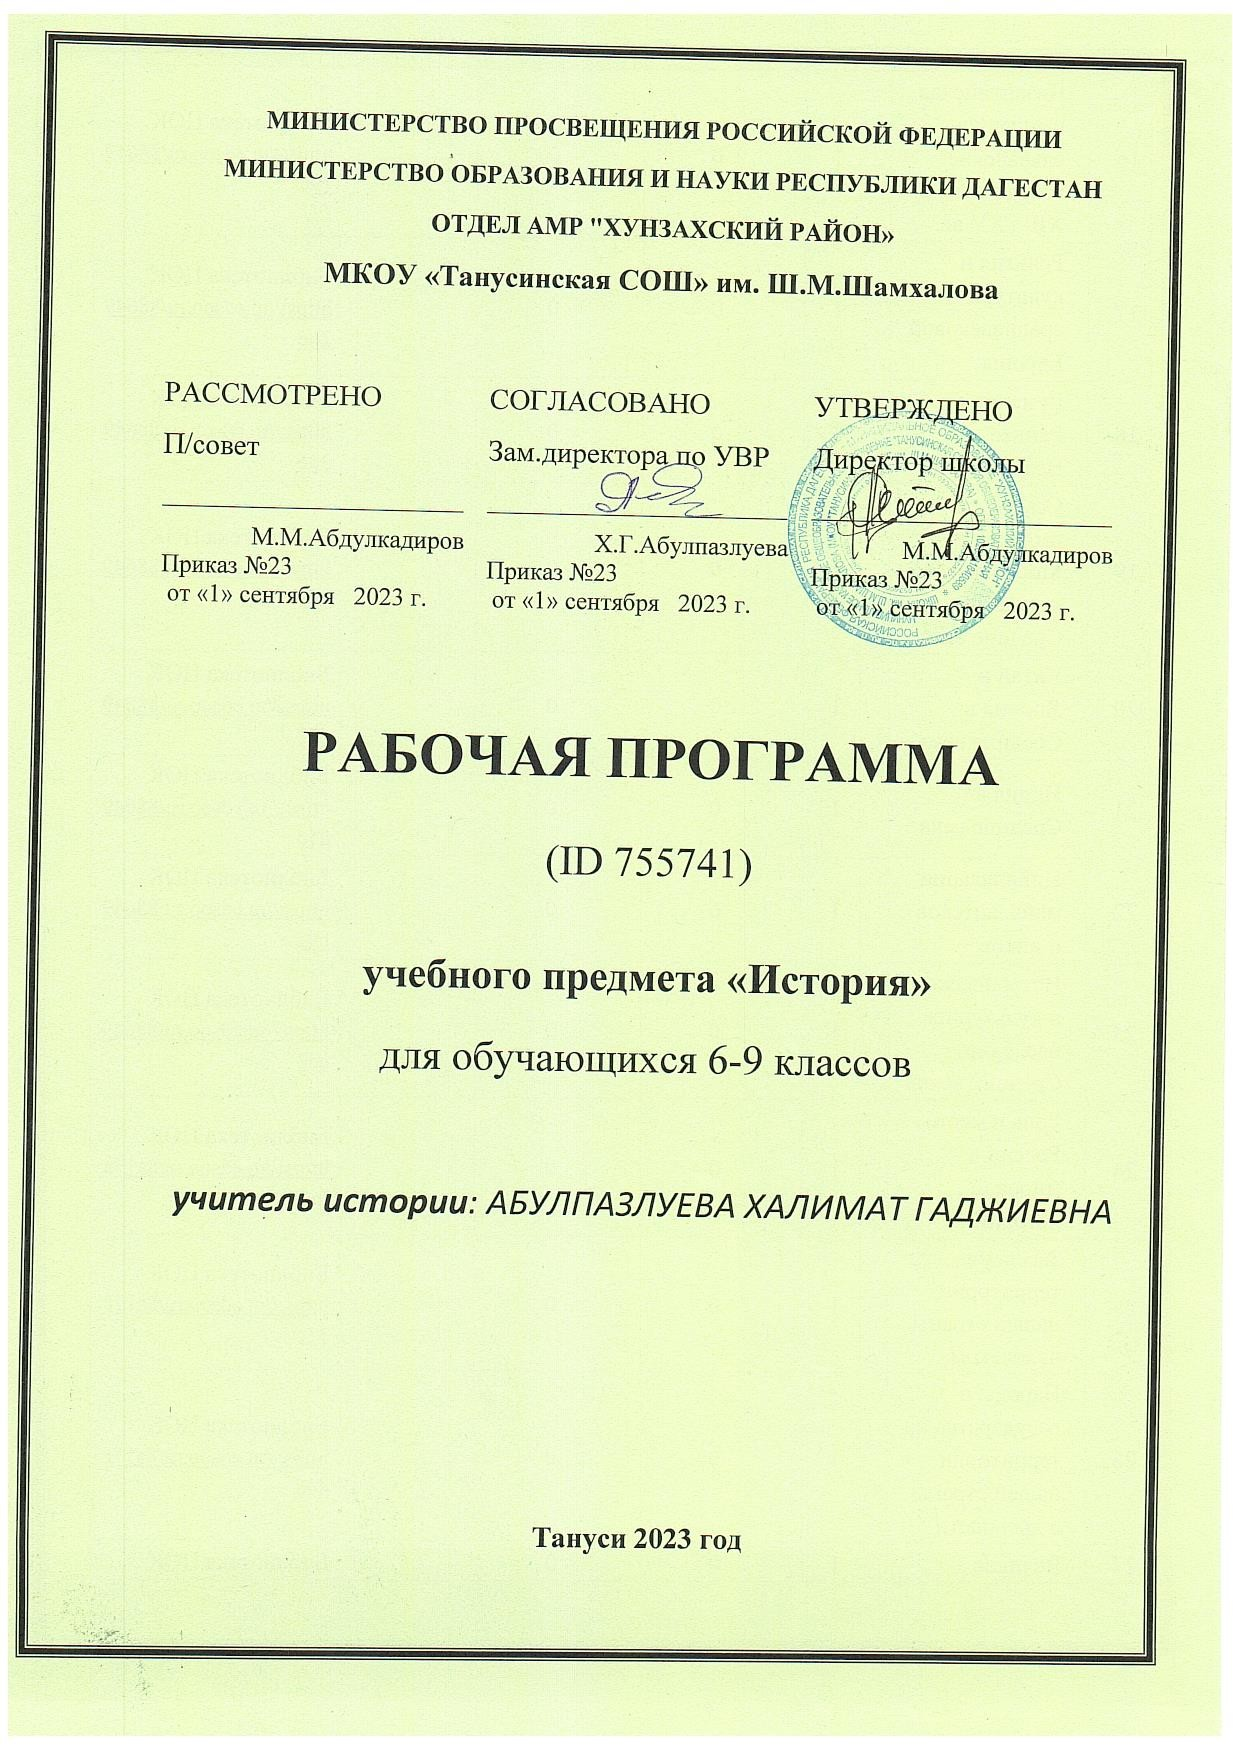 МИНИСТЕРСТВО ПРОСВЕЩЕНИЯ РОССИЙСКОЙ ФЕДЕРАЦИИ
МИНИСТЕРСТВО ОБРАЗОВАНИЯ И НАУКИ РЕСПУБЛИКИ ДАГЕСТАН
ОТДЕЛ АМР "ХУНЗАХСКИЙ РАЙОН»
МКОУ «Танусинская СОШ» им. Ш.М.Шамхалова
РАССМОТРЕНО
П/совет
М.М.Абдулкадиров
Приказ №23
от «1» сентября 2023 г.
СОГЛАСОВАНО
Зам.директора по УВР
Х.Г.Абулпазлуева
Приказ №23
от «1» сентября 2023 г.
УТВЕРЖДЕНО
Директор школы
М.М.Абдулкадиров
Приказ №23
от «1» сентября 2023 г.
РАБОЧАЯ ПРОГРАММА
(ID 755741)
учебного предмета «История»
для обучающихся 6-9 классов
учитель истории: АБУЛПАЗЛУЕВА ХАЛИМАТ ГАДЖИЕВНА
Тануси 2023 год